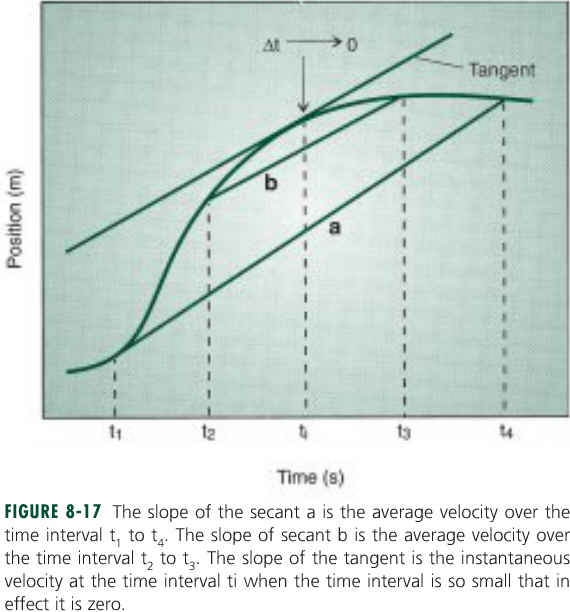 Δt → 0
Tangent
b
a
Position (m)
t1 t2 ti t3 t4
Time (s)
FIGURE 8-17 The slope of the secant a is the average velocity over the
time interval t1 to t4. The slope of secant b is the average velocity over
the time interval t2 to t3. The slope of the tangent is the instantaneous
velocity at the time interval ti when the time interval is so small that in
effect it is zero.